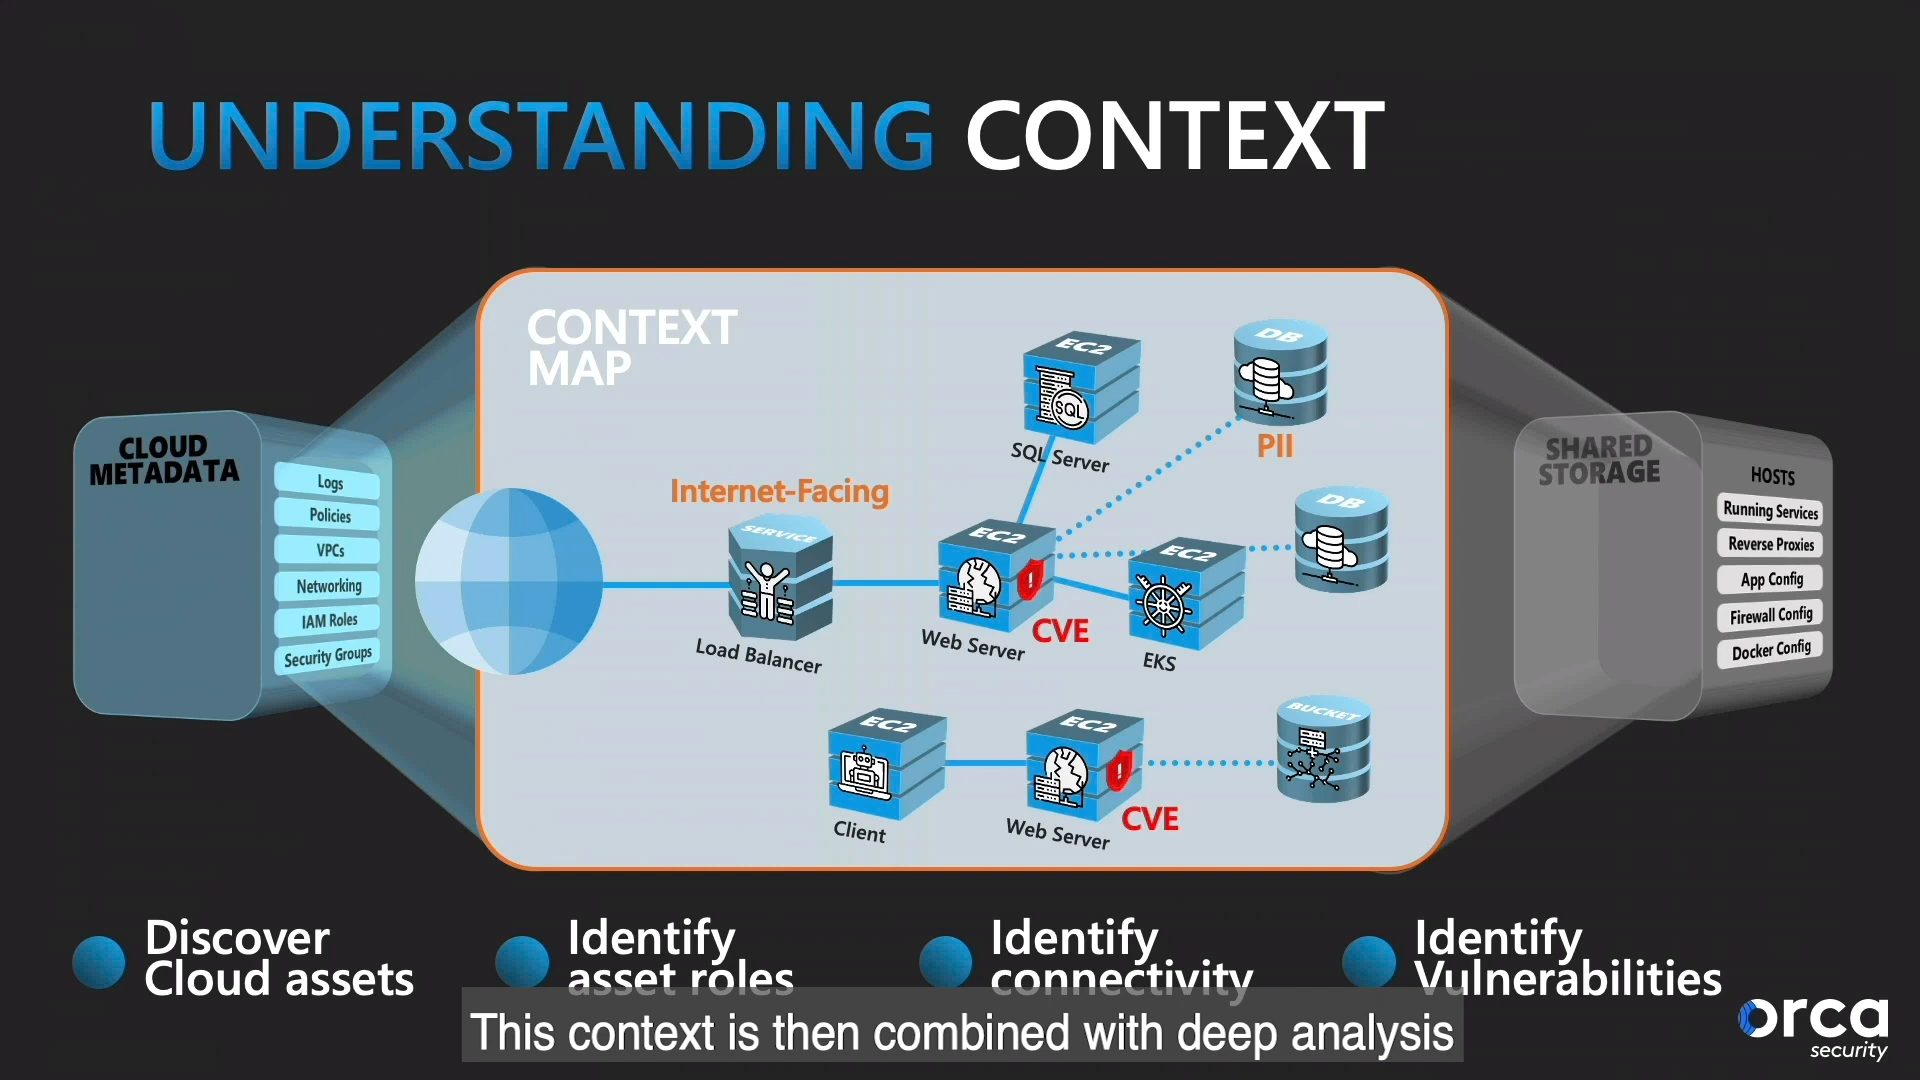 UNDERSTANDING CONTEXT
CONTEXT
MAP
CLOUD
METADATA
Logs
Policies
VPCs
Networking
IAM Roles
Security Groups
Internet-Facing
SERVICE
Load Balancer
EC2
SQL
SQL Server
DB
PII
EC2
Web Server
CVE
EC2
EKS
DB
EC2
Client
EC2
Web Server
CVE
BUCKET
SHARED
STORAGE
HOSTS
Running Services
Reverse Proxies
App Config
Firewall Config
Docker Config
Discover
Cloud assets
Identify
asset roles
Identify
connectivity
Identify
Vulnerabilities
This context is then combined with deep analysis
orca
security